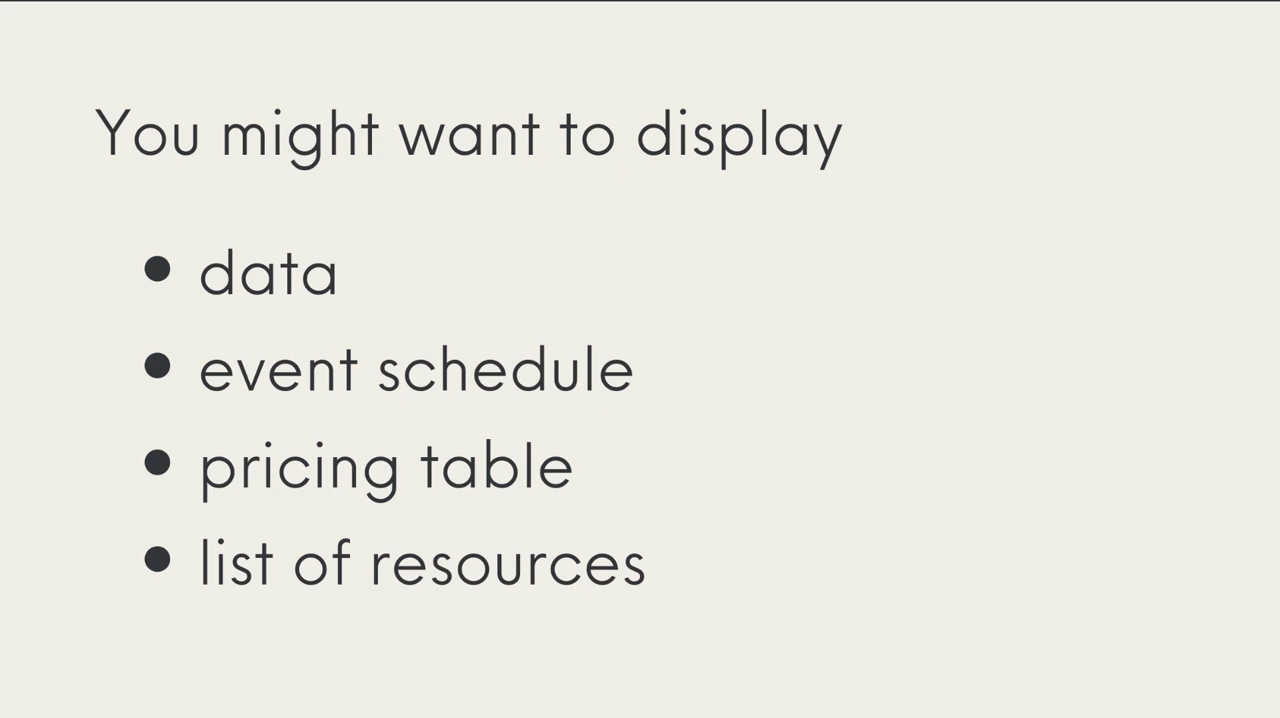 You might want to display
• data
• event schedule
• pricing table
• list of resources